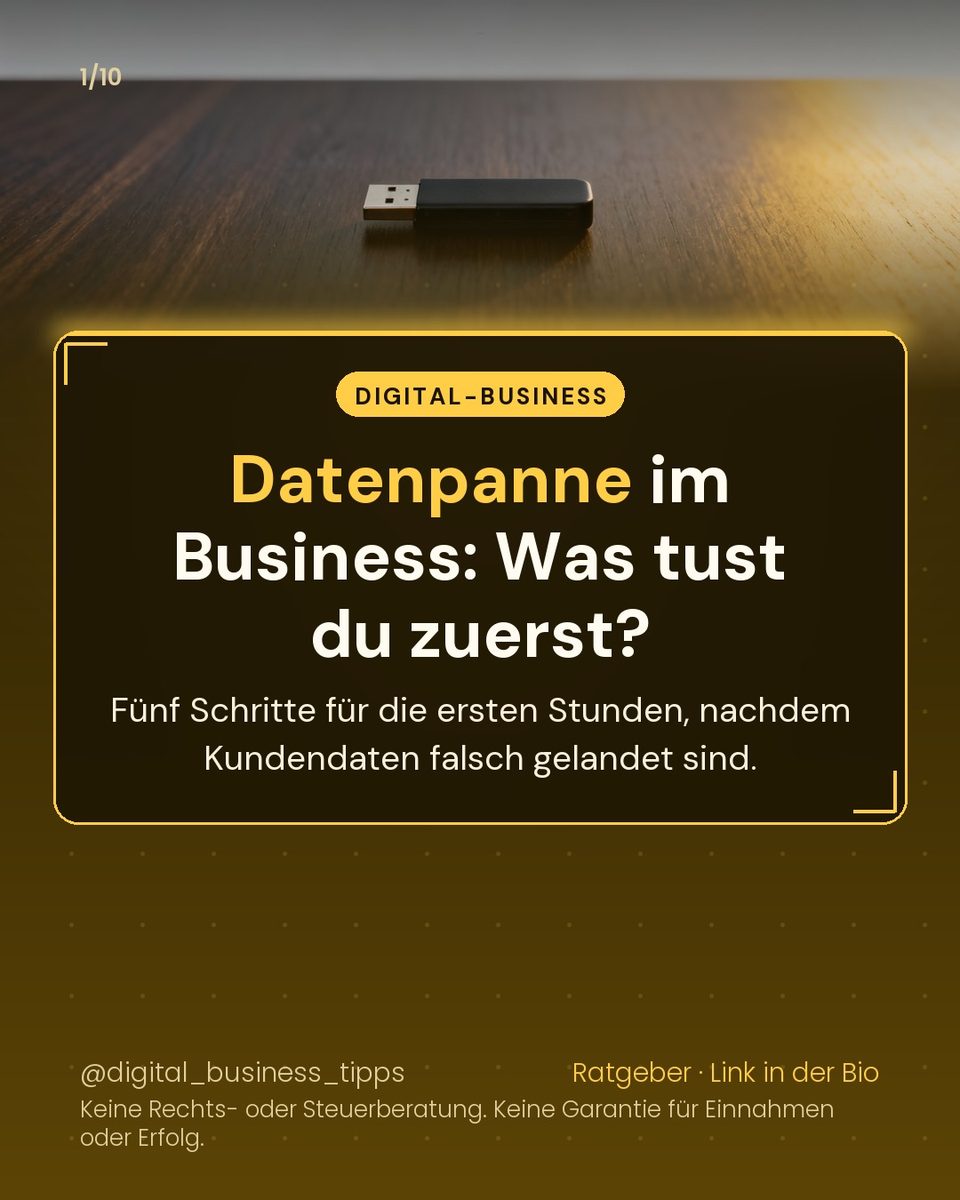 1/10
DIGITAL-BUSINESS
Datenpanne im
Business: Was tust
du zuerst?
Fünf Schritte für die ersten Stunden, nachdem
Kundendaten falsch gelandet sind.
@digital_business_tipps
Ratgeber · Link in der Bio
Keine Rechts- oder Steuerberatung. Keine Garantie für Einnahmen
oder Erfolg.